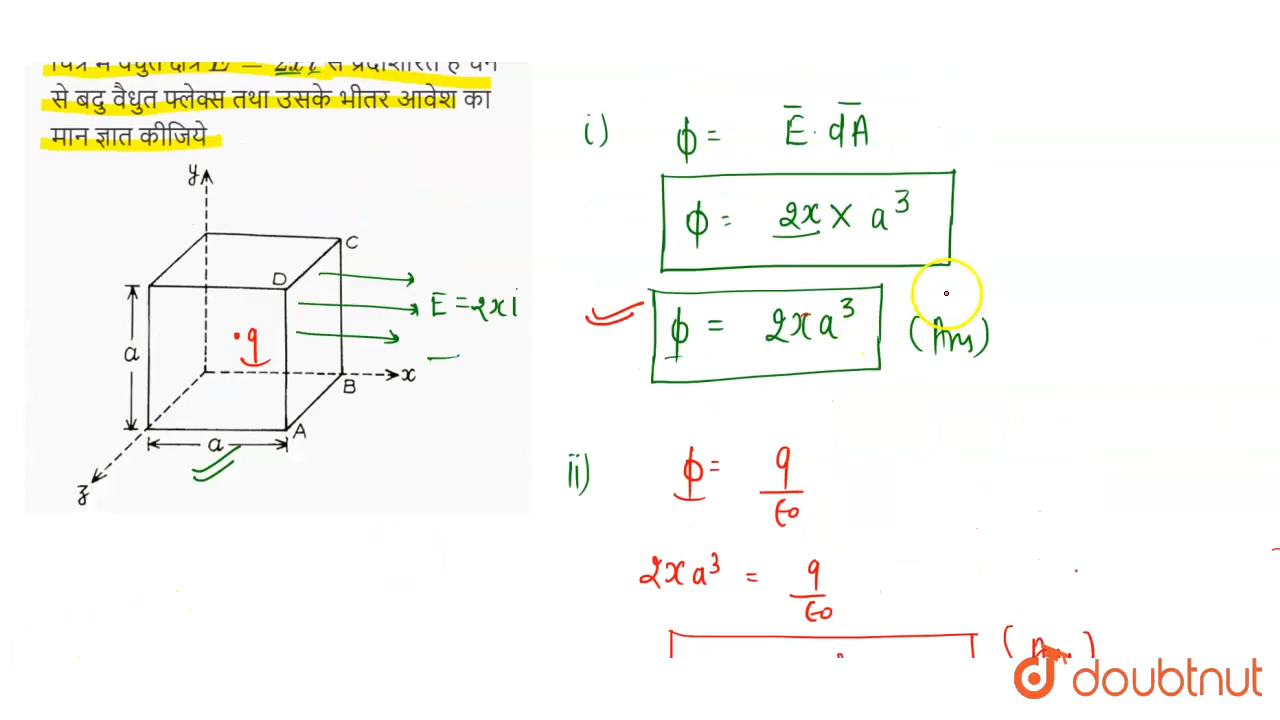 से बद्ध वैधुत फ्लेक्स तथा उसके भीतर आवेश का
मान ज्ञात कीजिये
y
C
D
E̅ = 2xi
a
•q
x
B
a
A
z
i) ϕ = E̅ . dA̅
ϕ = 2x × a³
ϕ = 2xa³ (Ans)
ii) ϕ = q/ε₀
2xa³ = q/ε₀
doubtnut